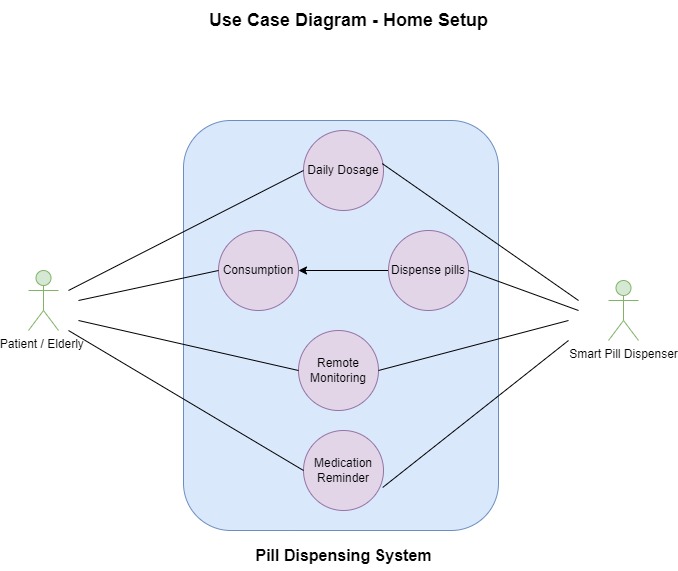 Use Case Diagram - Home Setup
Daily Dosage
Consumption
Dispense pills
Patient / Elderly
Smart Pill Dispenser
Remote
Monitoring
Medication
Reminder
Pill Dispensing System